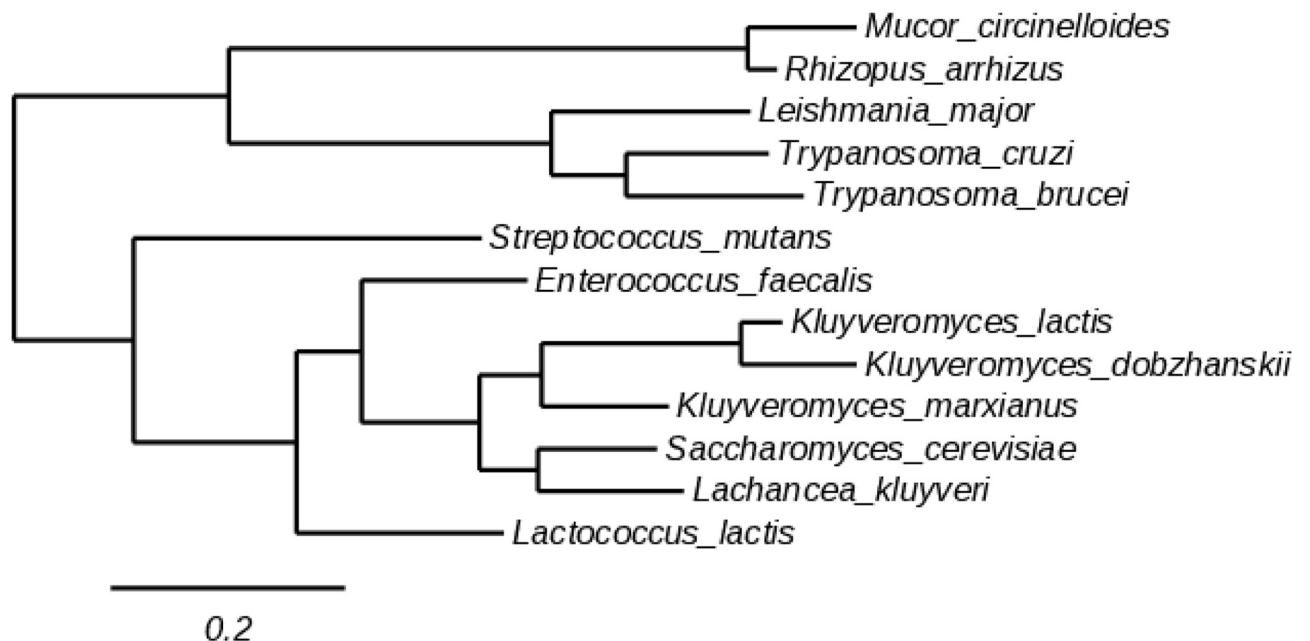 Mucor_circinelloides
Rhizopus_arrhizus
Leishmania_major
Trypanosoma_cruzi
Trypanosoma_brucei
Streptococcus_mutans
Enterococcus_faecalis
Kluyveromyces_lactis
Kluyveromyces_dobzhanskii
Kluyveromyces_marxianus
Saccharomyces_cerevisiae
Lachancea_kluyveri
Lactococcus_lactis
0.2